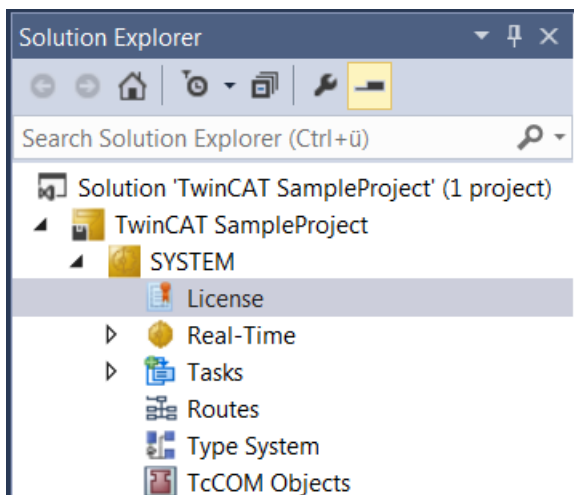 Solution Explorer
Search Solution Explorer (Ctrl+ü)
Solution 'TwinCAT SampleProject' (1 project)
TwinCAT SampleProject
SYSTEM
License
Real-Time
Tasks
Routes
Type System
TcCOM Objects